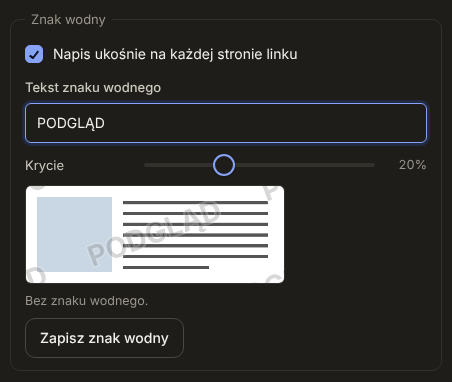 Znak wodny
Napis ukośnie na każdej stronie linku
Tekst znaku wodnego
PODGLĄD
Krycie
20%
PODGLĄD
Bez znaku wodnego.
Zapisz znak wodny